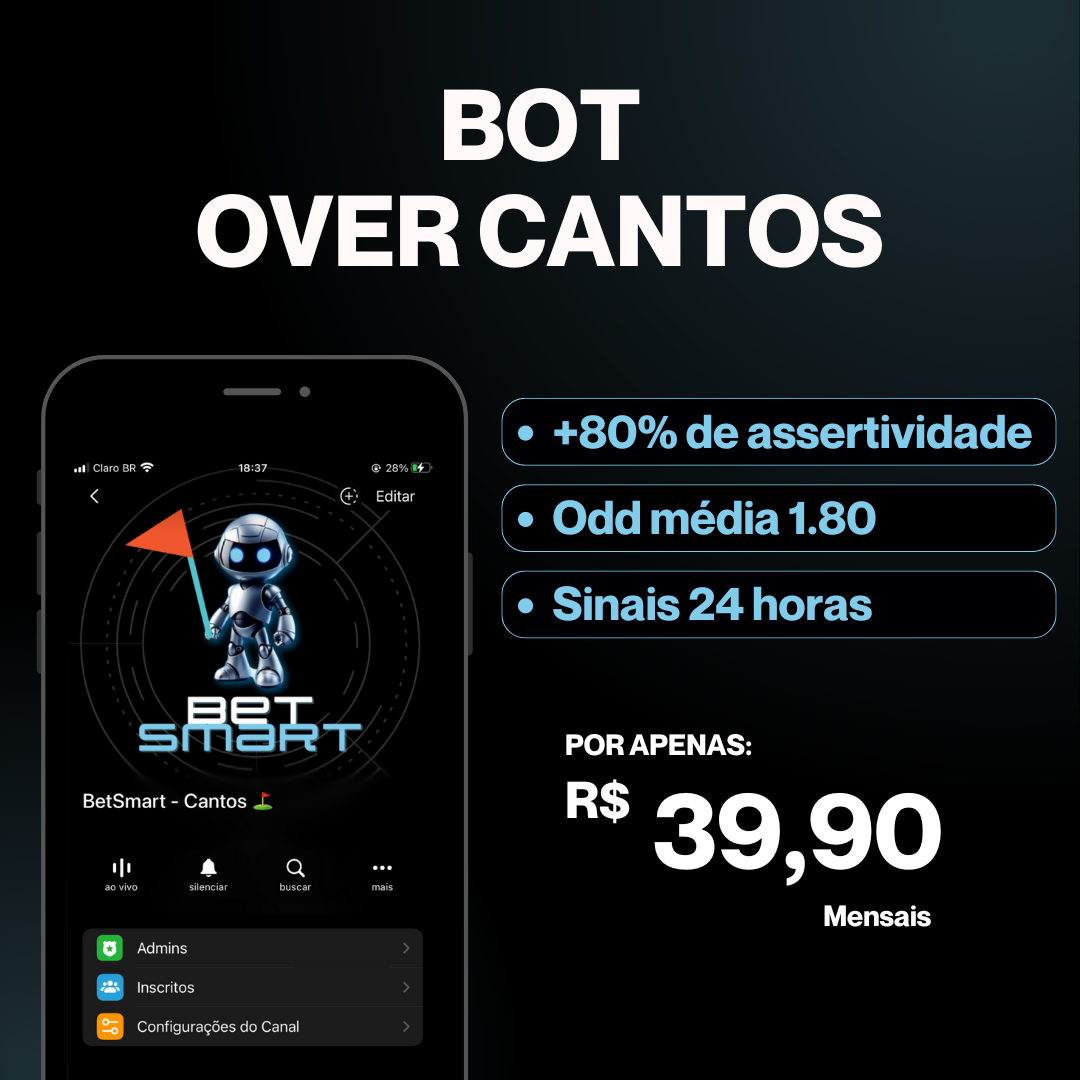 BOT
OVER CANTOS
Claro BR
18:37
28%
Editar
BET
SMART
BetSmart - Cantos
ao vivo
silenciar
buscar
mais
Admins
Inscritos
Configurações do Canal
• +80% de assertividade
• Odd média 1.80
• Sinais 24 horas
POR APENAS:
R$ 39,90
Mensais